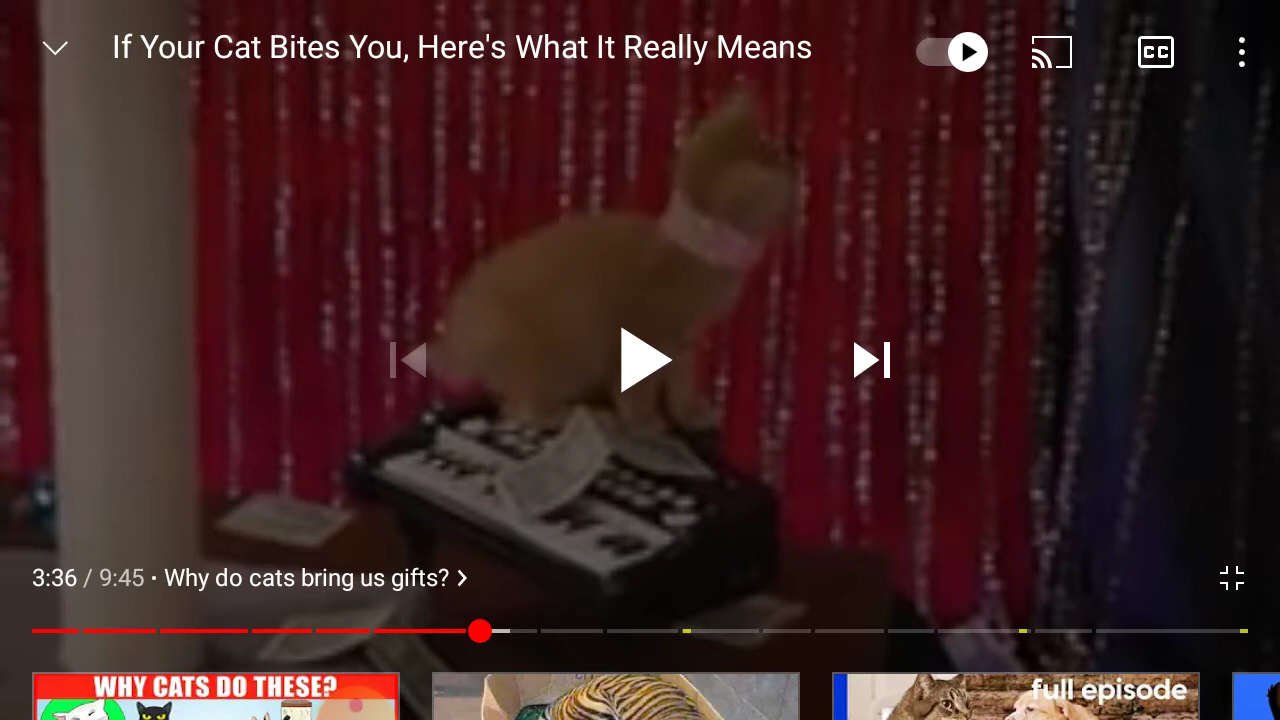 If Your Cat Bites You, Here's What It Really Means
CC
3:36 / 9:45 · Why do cats bring us gifts?
WHY CATS DO THESE?
full episode